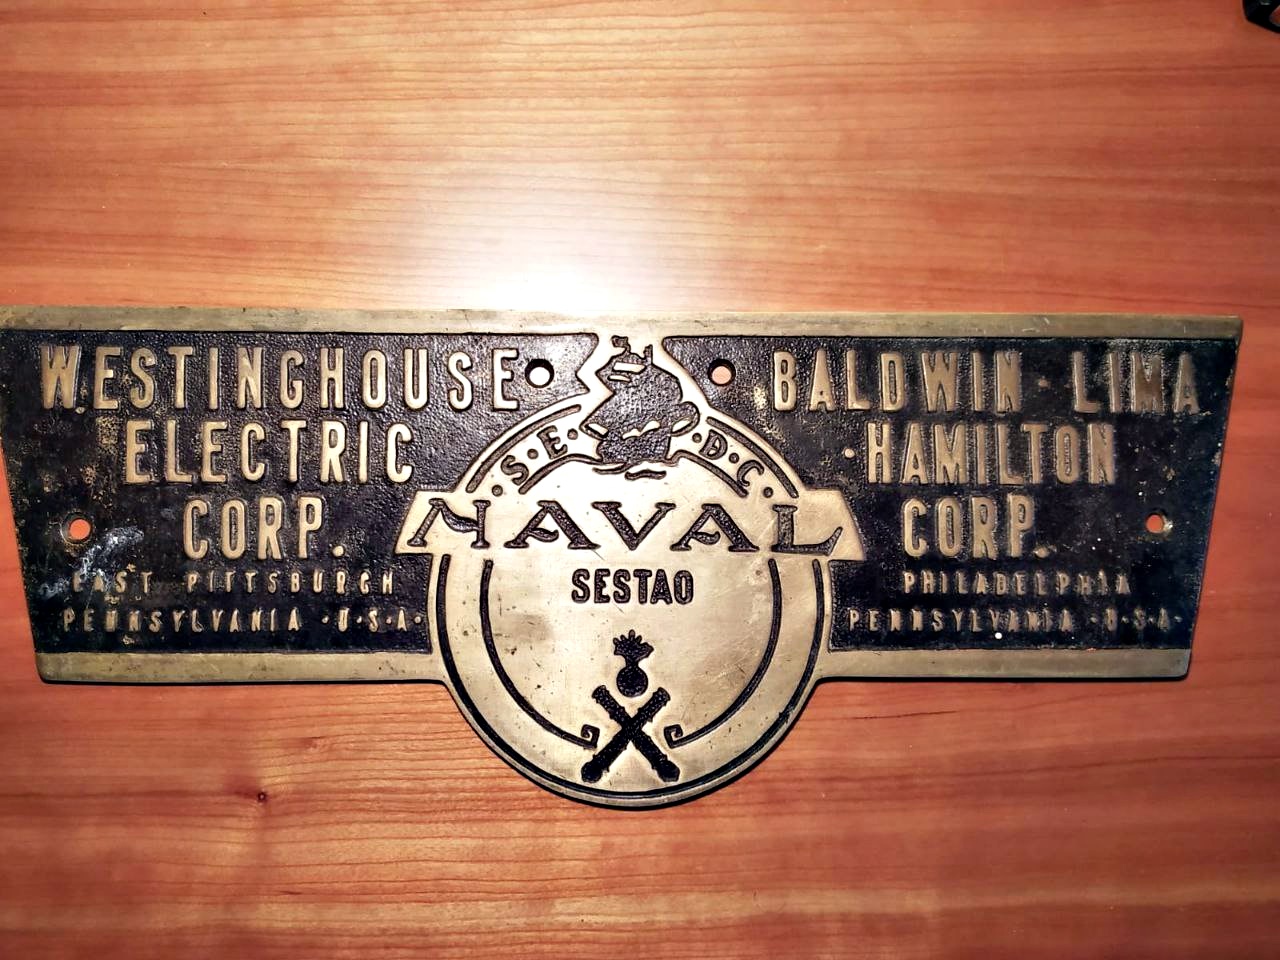 WESTINGHOUSE
ELECTRIC
CORP.
EAST PITTSBURGH
PENNSYLVANIA · U·S·A·
·S·E· ·D·C·
NAVAL
SESTAO
BALDWIN LIMA
·HAMILTON
CORP.
PHILADELPHIA
PENNSYLVANIA · U·S·A·